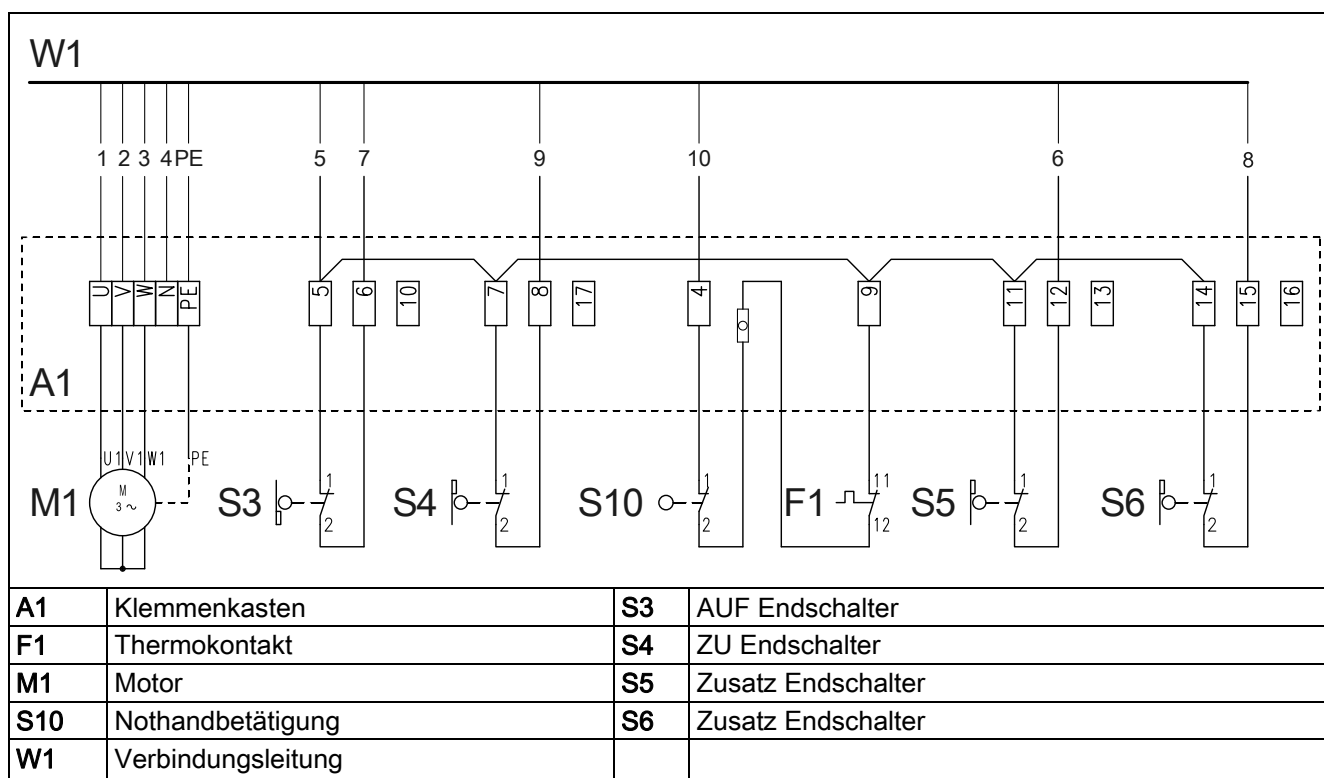 W1
1 2 3 4 PE 5 7 9 10 6 8
U V W N PE 5 6 10 7 8 17 4 9 11 12 13 14 15 16
A1
U1 V1 W1 PE
M1 M 3 ~ S3 1 2 S4 1 2 S10 1 2 F1 11 12 S5 1 2 S6 1 2
A1 Klemmenkasten S3 AUF Endschalter
F1 Thermokontakt S4 ZU Endschalter
M1 Motor S5 Zusatz Endschalter
S10 Nothandbetätigung S6 Zusatz Endschalter
W1 Verbindungsleitung